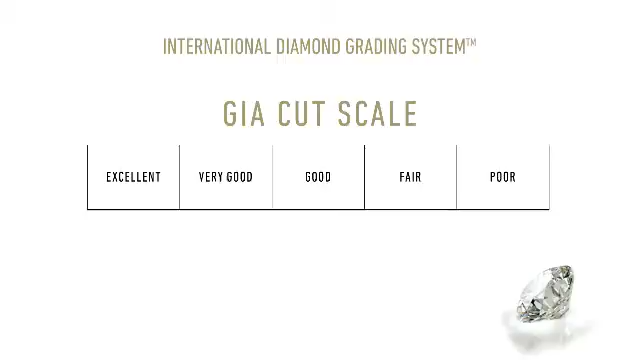 INTERNATIONAL DIAMOND GRADING SYSTEM™
GIA CUT SCALE
EXCELLENT VERY GOOD GOOD FAIR POOR